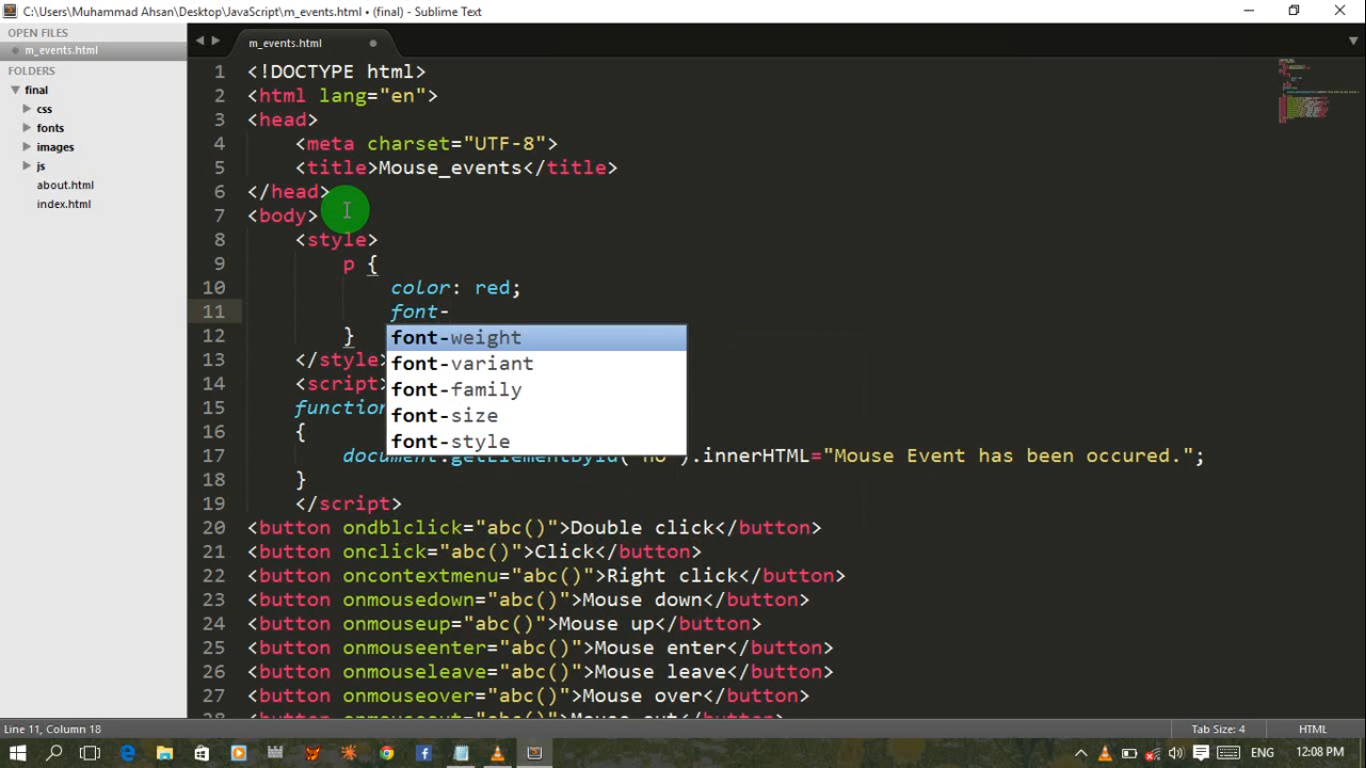 C:\Users\Muhammad Ahsan\Desktop\JavaScript\m_events.html • (final) - Sublime Text
OPEN FILES
m_events.html
FOLDERS
final
css
fonts
images
js
about.html
index.html
m_events.html
1 <!DOCTYPE html>
2 <html lang="en">
3 <head>
4 <meta charset="UTF-8">
5 <title>Mouse_events</title>
6 </head>
7 <body>
8 <style>
9 p {
10 color: red;
11 font-
font-weight
font-variant
font-family
font-size
font-style
12 }
13 </style>
14 <script>
15 function
16 {
17 document.getElementById(" ").innerHTML="Mouse Event has been occured.";
18 }
19 </script>
20 <button ondblclick="abc()">Double click</button>
21 <button onclick="abc()">Click</button>
22 <button oncontextmenu="abc()">Right click</button>
23 <button onmousedown="abc()">Mouse down</button>
24 <button onmouseup="abc()">Mouse up</button>
25 <button onmouseenter="abc()">Mouse enter</button>
26 <button onmouseleave="abc()">Mouse leave</button>
27 <button onmouseover="abc()">Mouse over</button>
28 <button onmouseout="abc()">Mouse out</button>
Line 11, Column 18
Tab Size: 4
HTML
ENG
12:08 PM